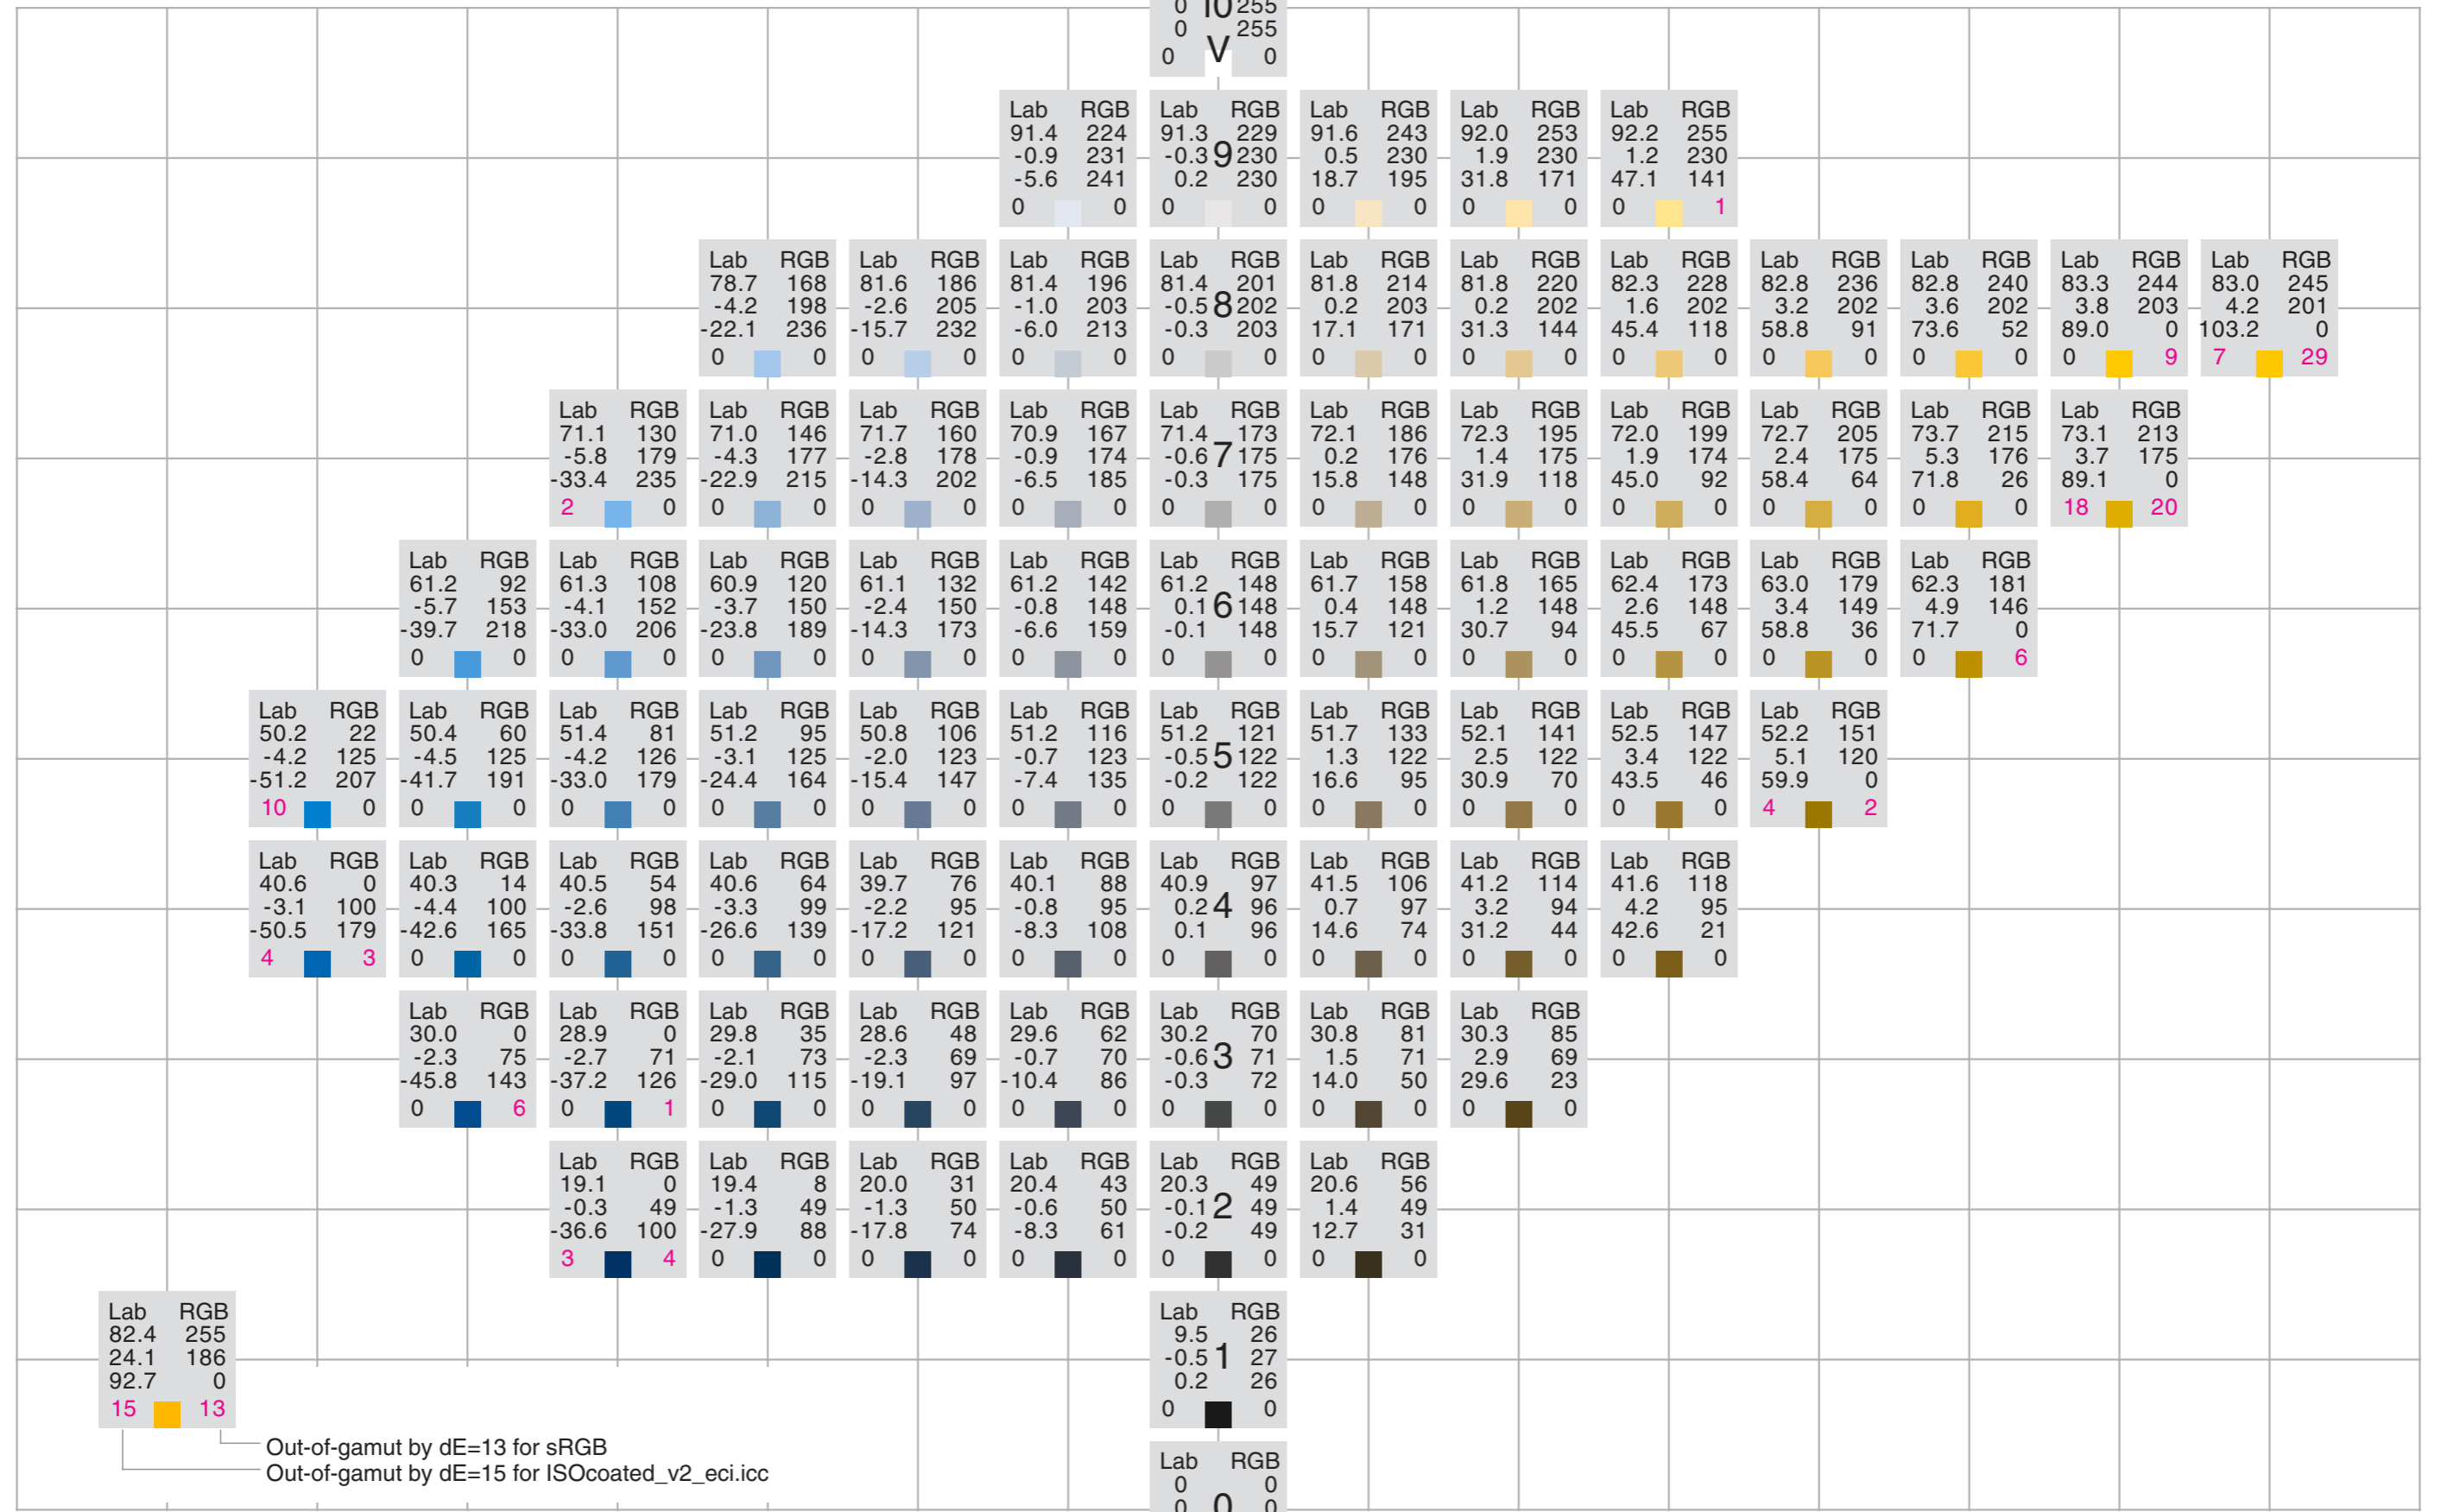 0 10 255
0 255
V
0 0
Lab RGB Lab RGB Lab RGB Lab RGB Lab RGB
91.4 224 91.3 229 91.6 243 92.0 253 92.2 255
-0.9 231 -0.3 9 230 0.5 230 1.9 230 1.2 230
-5.6 241 0.2 230 18.7 195 31.8 171 47.1 141
0 0 0 0 0 0 0 0 0 1
Lab RGB Lab RGB Lab RGB Lab RGB Lab RGB Lab RGB Lab RGB Lab RGB Lab RGB Lab RGB Lab RGB
78.7 168 81.6 186 81.4 196 81.4 201 81.8 214 81.8 220 82.3 228 82.8 236 82.8 240 83.3 244 83.0 245
-4.2 198 -2.6 205 -1.0 203 -0.5 8 202 0.2 203 0.2 202 1.6 202 3.2 202 3.6 202 3.8 203 4.2 201
-22.1 236 -15.7 232 -6.0 213 -0.3 203 17.1 171 31.3 144 45.4 118 58.8 91 73.6 52 89.0 0 103.2 0
0 0 0 0 0 0 0 0 0 0 0 0 0 0 0 0 0 0 0 9 7 29
Lab RGB Lab RGB Lab RGB Lab RGB Lab RGB Lab RGB Lab RGB Lab RGB Lab RGB Lab RGB Lab RGB
71.1 130 71.0 146 71.7 160 70.9 167 71.4 173 72.1 186 72.3 195 72.0 199 72.7 205 73.7 215 73.1 213
-5.8 179 -4.3 177 -2.8 178 -0.9 174 -0.6 7 175 0.2 176 1.4 175 1.9 174 2.4 175 5.3 176 3.7 175
-33.4 235 -22.9 215 -14.3 202 -6.5 185 -0.3 175 15.8 148 31.9 118 45.0 92 58.4 64 71.8 26 89.1 0
2 0 0 0 0 0 0 0 0 0 0 0 0 0 0 0 0 0 0 0 18 20
Lab RGB Lab RGB Lab RGB Lab RGB Lab RGB Lab RGB Lab RGB Lab RGB Lab RGB Lab RGB Lab RGB
61.2 92 61.3 108 60.9 120 61.1 132 61.2 142 61.2 148 61.7 158 61.8 165 62.4 173 63.0 179 62.3 181
-5.7 153 -4.1 152 -3.7 150 -2.4 150 -0.8 148 0.1 6 148 0.4 148 1.2 148 2.6 148 3.4 149 4.9 146
-39.7 218 -33.0 206 -23.8 189 -14.3 173 -6.6 159 -0.1 148 15.7 121 30.7 94 45.5 67 58.8 36 71.7 0
0 0 0 0 0 0 0 0 0 0 0 0 0 0 0 0 0 0 0 0 0 6
Lab RGB Lab RGB Lab RGB Lab RGB Lab RGB Lab RGB Lab RGB Lab RGB Lab RGB Lab RGB Lab RGB
50.2 22 50.4 60 51.4 81 51.2 95 50.8 106 51.2 116 51.2 121 51.7 133 52.1 141 52.5 147 52.2 151
-4.2 125 -4.5 125 -4.2 126 -3.1 125 -2.0 123 -0.7 123 -0.5 5 122 1.3 122 2.5 122 3.4 122 5.1 120
-51.2 207 -41.7 191 -33.0 179 -24.4 164 -15.4 147 -7.4 135 -0.2 122 16.6 95 30.9 70 43.5 46 59.9 0
10 0 0 0 0 0 0 0 0 0 0 0 0 0 0 0 0 0 0 0 4 2
Lab RGB Lab RGB Lab RGB Lab RGB Lab RGB Lab RGB Lab RGB Lab RGB Lab RGB Lab RGB
40.6 0 40.3 14 40.5 54 40.6 64 39.7 76 40.1 88 40.9 97 41.5 106 41.2 114 41.6 118
-3.1 100 -4.4 100 -2.6 98 -3.3 99 -2.2 95 -0.8 95 0.2 4 96 0.7 97 3.2 94 4.2 95
-50.5 179 -42.6 165 -33.8 151 -26.6 139 -17.2 121 -8.3 108 0.1 96 14.6 74 31.2 44 42.6 21
4 3 0 0 0 0 0 0 0 0 0 0 0 0 0 0 0 0 0 0
Lab RGB Lab RGB Lab RGB Lab RGB Lab RGB Lab RGB Lab RGB Lab RGB
30.0 0 28.9 0 29.8 35 28.6 48 29.6 62 30.2 70 30.8 81 30.3 85
-2.3 75 -2.7 71 -2.1 73 -2.3 69 -0.7 70 -0.6 3 71 1.5 71 2.9 69
-45.8 143 -37.2 126 -29.0 115 -19.1 97 -10.4 86 -0.3 72 14.0 50 29.6 23
0 6 0 1 0 0 0 0 0 0 0 0 0 0 0 0
Lab RGB Lab RGB Lab RGB Lab RGB Lab RGB Lab RGB
19.1 0 19.4 8 20.0 31 20.4 43 20.3 49 20.6 56
-0.3 49 -1.3 49 -1.3 50 -0.6 50 -0.1 2 49 1.4 49
-36.6 100 -27.9 88 -17.8 74 -8.3 61 -0.2 49 12.7 31
3 4 0 0 0 0 0 0 0 0 0 0
Lab RGB Lab RGB
82.4 255 9.5 26
24.1 186 -0.5 1 27
92.7 0 0.2 26
15 13 0 0
Out-of-gamut by dE=13 for sRGB
Out-of-gamut by dE=15 for ISOcoated_v2_eci.icc
Lab RGB
0 0
0 0 0